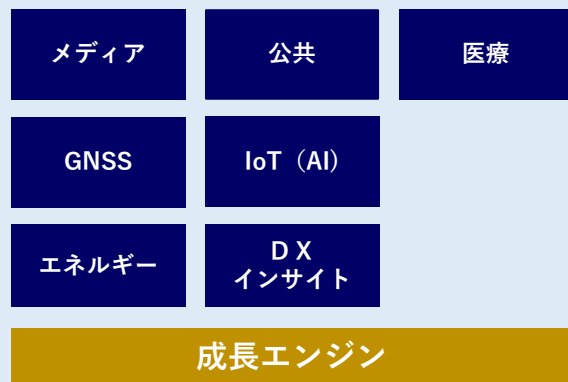 メディア
公共
医療
GNSS
IoT（AI）
エネルギー
ＤＸ
インサイト
成長エンジン